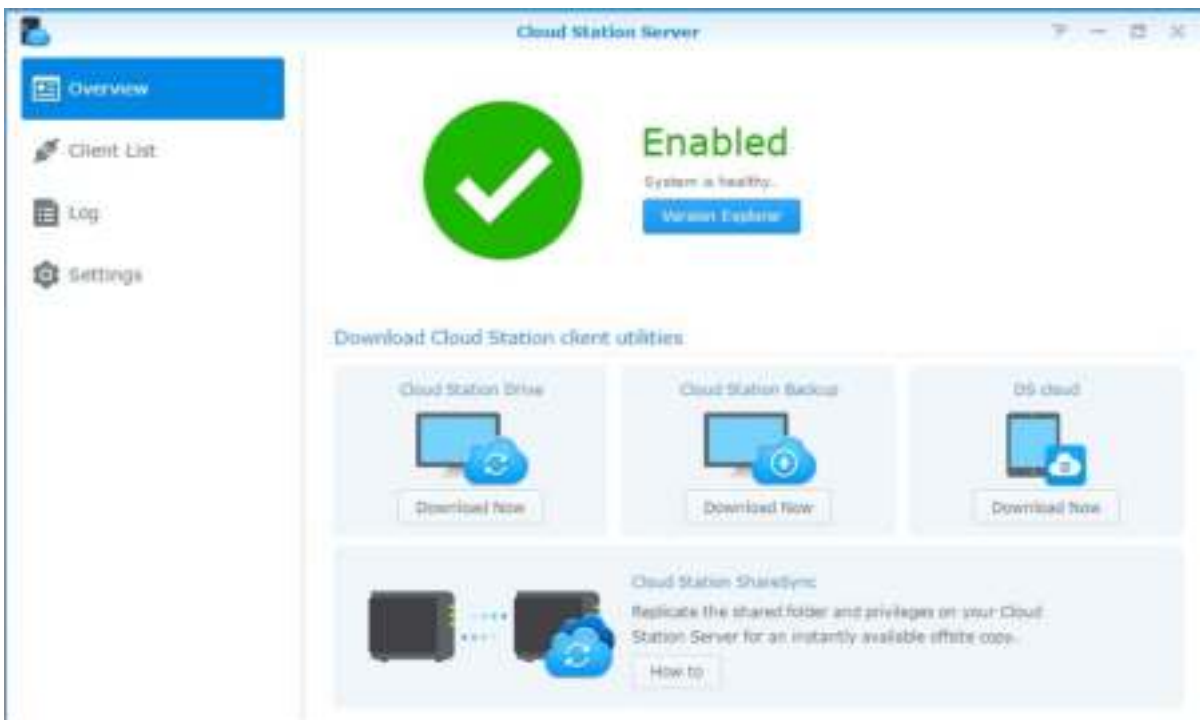 Cloud Station Server
Overview
Client List
Log
Settings
Enabled
System is healthy.
Version Explorer
Download Cloud Station client utilities
Cloud Station Drive
Cloud Station Backup
DS cloud
Download Now
Download Now
Download Now
Cloud Station ShareSync
Replicate the shared folder and privileges on your Cloud
Station Server for an instantly available offsite copy.
How to